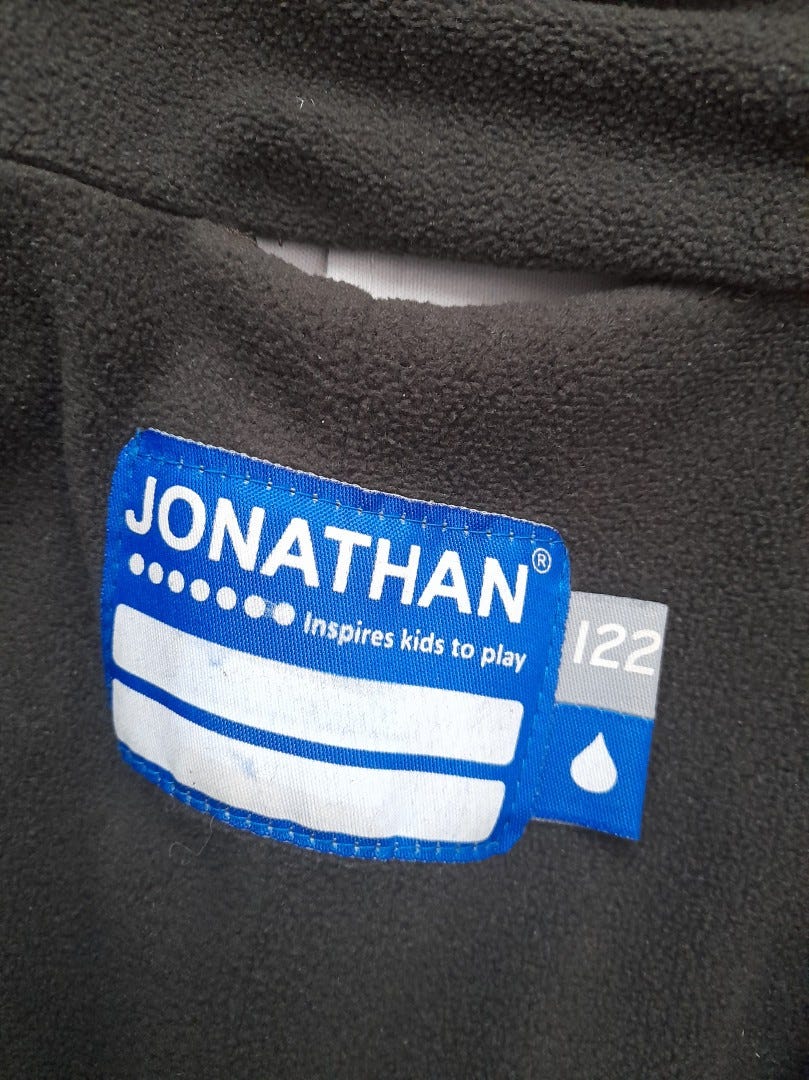 JONATHAN®
Inspires kids to play
122